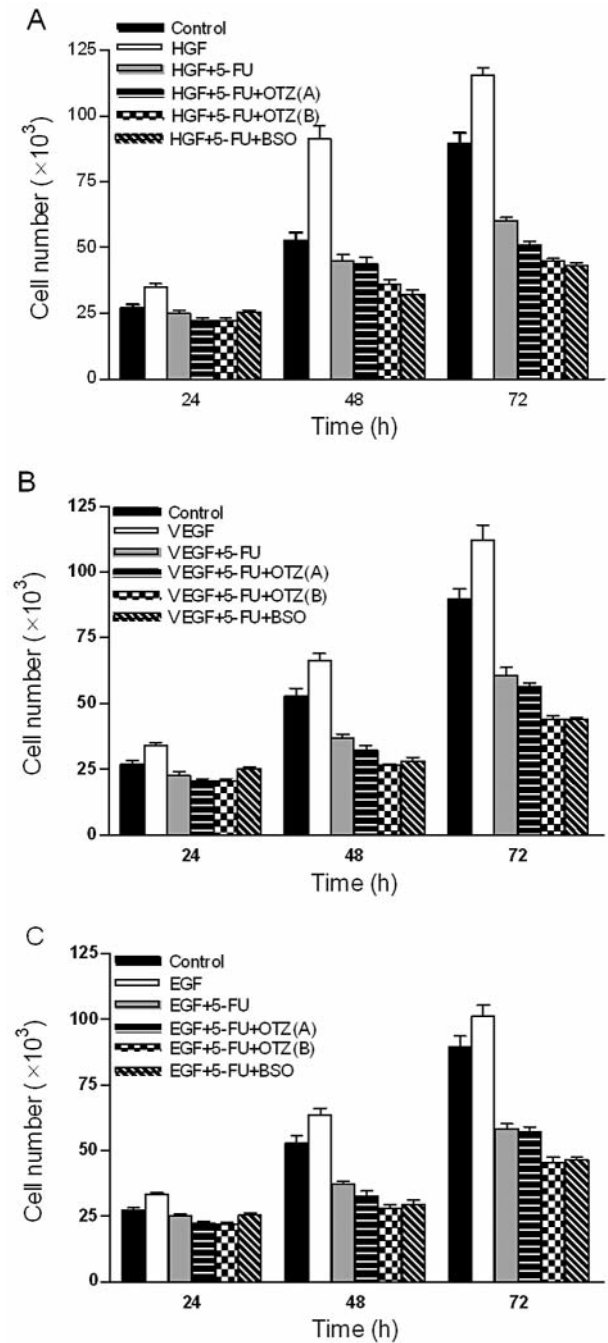 A
Control
HGF
HGF+5-FU
HGF+5-FU+OTZ(A)
HGF+5-FU+OTZ(B)
HGF+5-FU+BSO
Cell number (×10³)
125
100
75
50
25
0
24 48 72
Time (h)
B
Control
VEGF
VEGF+5-FU
VEGF+5-FU+OTZ(A)
VEGF+5-FU+OTZ(B)
VEGF+5-FU+BSO
Cell number (×10³)
125
100
75
50
25
0
24 48 72
Time (h)
C
Control
EGF
EGF+5-FU
EGF+5-FU+OTZ(A)
EGF+5-FU+OTZ(B)
EGF+5-FU+BSO
Cell number (×10³)
125
100
75
50
25
0
24 48 72
Time (h)